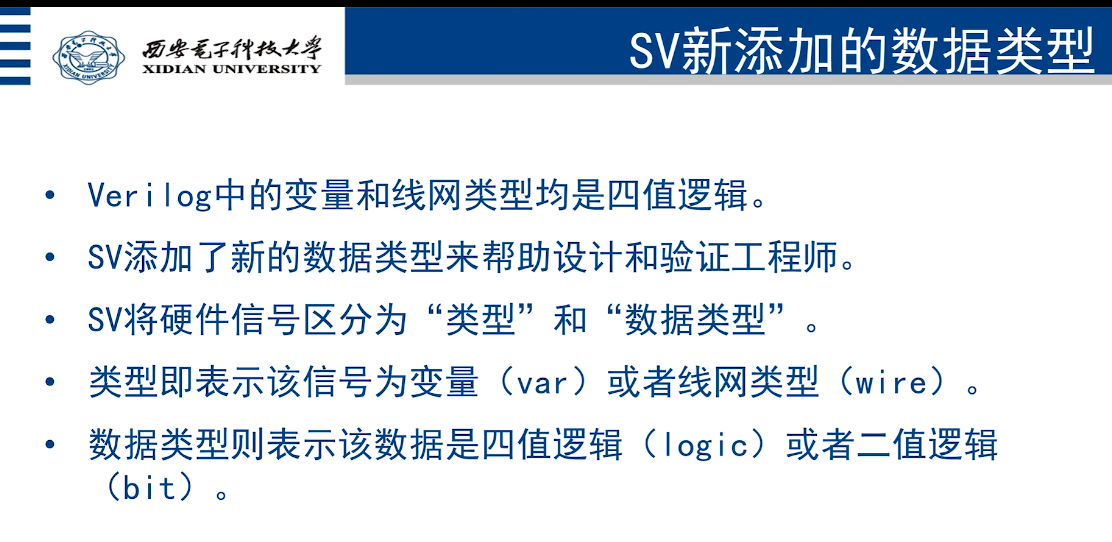 西安电子科技大学
XIDIAN UNIVERSITY
SV新添加的数据类型
• Verilog中的变量和线网类型均是四值逻辑。
• SV添加了新的数据类型来帮助设计和验证工程师。
• SV将硬件信号区分为“类型”和“数据类型”。
• 类型即表示该信号为变量（var）或者线网类型（wire）。
• 数据类型则表示该数据是四值逻辑（logic）或者二值逻辑
（bit）。